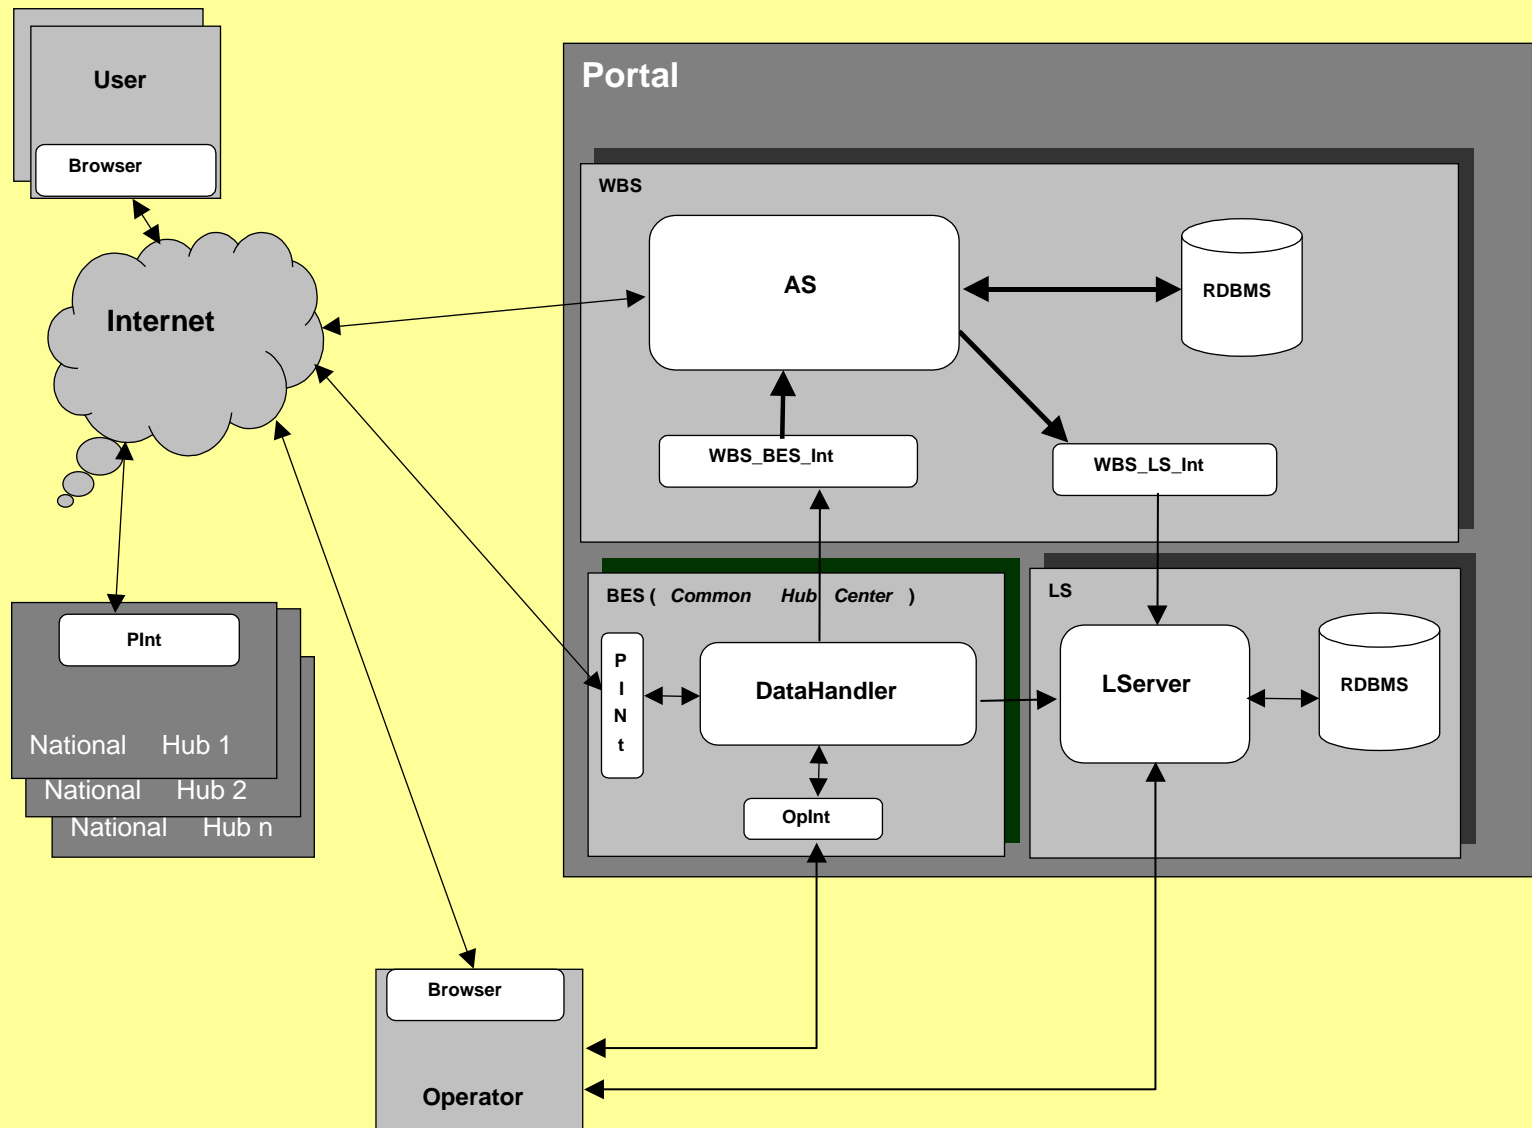 User
Browser
Internet
PInt
National Hub 1
National Hub 2
National Hub n
Portal
WBS
AS
RDBMS
WBS_BES_Int
WBS_LS_Int
BES ( Common Hub Center )
P
I
N
t
DataHandler
OpInt
LS
LServer
RDBMS
Browser
Operator